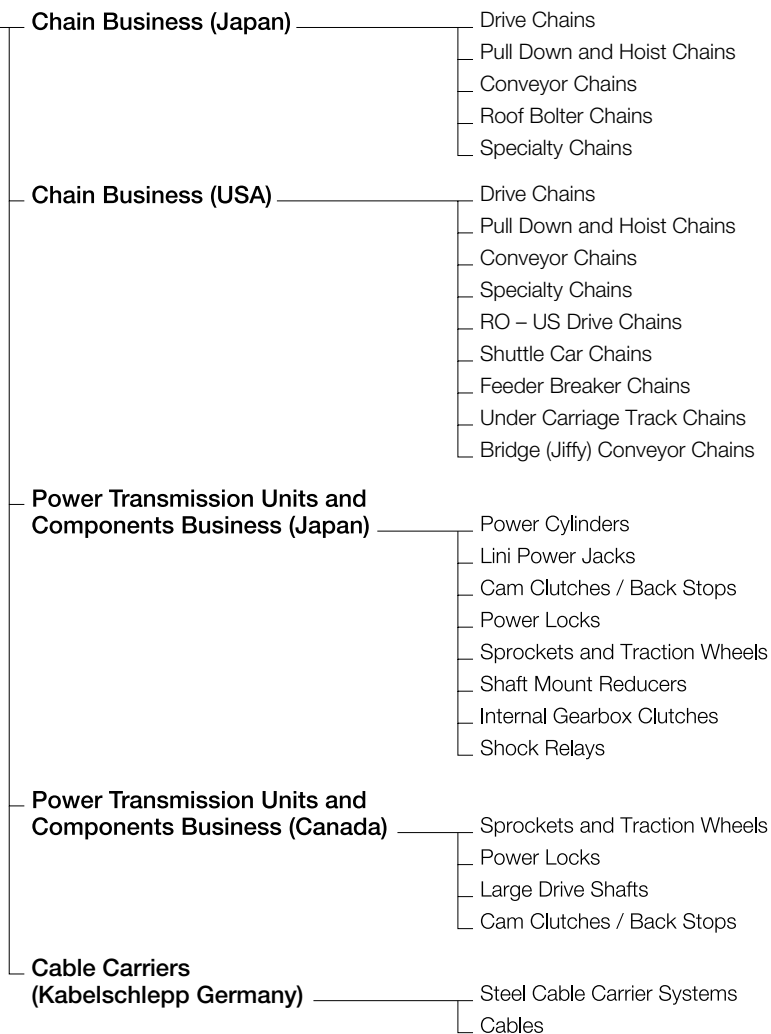 Chain Business (Japan)
Drive Chains
Pull Down and Hoist Chains
Conveyor Chains
Roof Bolter Chains
Specialty Chains
Chain Business (USA)
Drive Chains
Pull Down and Hoist Chains
Conveyor Chains
Specialty Chains
RO – US Drive Chains
Shuttle Car Chains
Feeder Breaker Chains
Under Carriage Track Chains
Bridge (Jiffy) Conveyor Chains
Power Transmission Units and
Components Business (Japan)
Power Cylinders
Lini Power Jacks
Cam Clutches / Back Stops
Power Locks
Sprockets and Traction Wheels
Shaft Mount Reducers
Internal Gearbox Clutches
Shock Relays
Power Transmission Units and
Components Business (Canada)
Sprockets and Traction Wheels
Power Locks
Large Drive Shafts
Cam Clutches / Back Stops
Cable Carriers
(Kabelschlepp Germany)
Steel Cable Carrier Systems
Cables